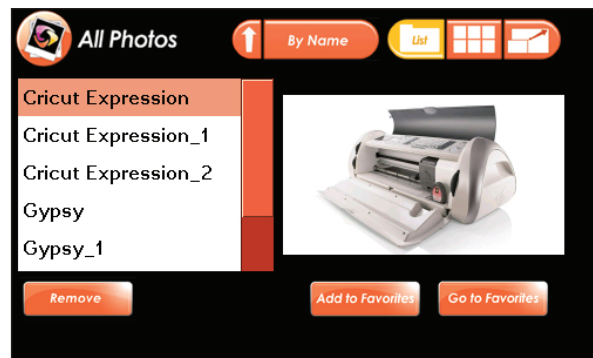 All Photos
By Name
List
Cricut Expression
Cricut Expression_1
Cricut Expression_2
Gypsy
Gypsy_1
Remove
Add to Favorites
Go to Favorites